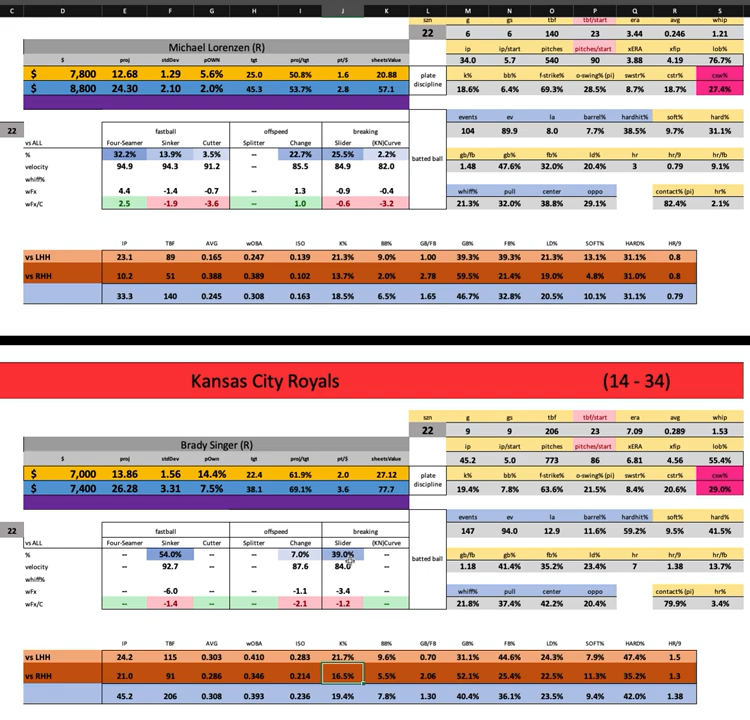 C D E F G H I J K L M N O P Q R S
szn g gs tbf tbf/start era avg whip
22 6 6 140 23 3.44 0.246 1.21
Michael Lorenzen (R) ip ip/start pitches pitches/start xERA xfip lob%
$ proj stdDev pOWN tgt proj/tgt pt/$ sheetsValue 34.0 5.7 540 90 3.88 4.19 76.7%
$ 7,800 12.68 1.29 5.6% 25.0 50.8% 1.6 20.88 plate discipline k% bb% f-strike% o-swing% (pi) swstr% cstr% csw%
$ 8,800 24.30 2.10 2.0% 45.3 53.7% 2.8 57.1 18.6% 6.4% 69.3% 28.5% 8.7% 18.7% 27.4%
events ev la barrel% hardhit% soft% hard%
22 fastball offspeed breaking 104 89.9 8.0 7.7% 38.5% 9.7% 31.1%
vs ALL Four-Seamer Sinker Cutter Splitter Change Slider (KN)Curve
% 32.2% 13.9% 3.5% -- 22.7% 25.5% 2.2% batted ball gb/fb gb% fb% ld% hr hr/9 hr/fb
velocity 94.9 94.3 91.2 -- 85.5 84.9 82.0 1.48 47.6% 32.0% 20.4% 3 0.79 9.1%
whiff%
wFx 4.4 -1.4 -0.7 1.3 -0.9 -0.4 whiff% pull center oppo contact% (pi) hr%
wFx/C 2.5 -1.9 -3.6 -- 1.0 -0.6 -3.2 21.3% 32.0% 38.8% 29.1% 82.4% 2.1%
IP TBF AVG wOBA ISO K% BB% GB/FB GB% FB% LD% SOFT% HARD% HR/9
vs LHH 23.1 89 0.165 0.247 0.139 21.3% 9.0% 1.00 39.3% 39.3% 21.3% 13.1% 31.1% 0.8
vs RHH 10.2 51 0.388 0.389 0.102 13.7% 2.0% 2.78 59.5% 21.4% 19.0% 4.8% 31.0% 0.8
33.3 140 0.245 0.308 0.163 18.5% 6.5% 1.65 46.7% 32.8% 20.5% 10.1% 31.1% 0.79
Kansas City Royals (14 - 34)
szn g gs tbf tbf/start era avg whip
22 9 9 206 23 7.09 0.289 1.53
Brady Singer (R) ip ip/start pitches pitches/start xERA xfip lob%
$ proj stdDev pOwn tgt proj/tgt pt/$ sheetsValue 45.2 5.0 773 86 6.81 4.56 55.4%
$ 7,000 13.86 1.56 14.4% 22.4 61.9% 2.0 27.12 plate discipline k% bb% f-strike% o-swing% (pi) swstr% cstr% csw%
$ 7,400 26.28 3.31 7.5% 38.1 69.1% 3.6 77.7 19.4% 7.8% 63.6% 21.5% 8.4% 20.6% 29.0%
events ev la barrel% hardhit% soft% hard%
22 fastball offspeed breaking 147 94.0 12.9 11.6% 59.2% 9.5% 41.5%
vs ALL Four-Seamer Sinker Cutter Splitter Change Slider (KN)Curve
% -- 54.0% -- -- 7.0% 39.0% -- batted ball gb/fb gb% fb% ld% hr hr/9 hr/fb
velocity -- 92.7 -- -- 87.6 84.0 -- 1.18 41.4% 35.2% 23.4% 7 1.38 13.7%
whiff%
wFx -6.0 -1.1 -3.4 whiff% pull center oppo contact% (pi) hr%
wFx/C -- -1.4 -- -- -2.1 -1.2 -- 21.8% 37.4% 42.2% 20.4% 79.9% 3.4%
IP TBF AVG wOBA ISO K% BB% GB/FB GB% FB% LD% SOFT% HARD% HR/9
vs LHH 24.2 115 0.303 0.410 0.283 21.7% 9.6% 0.70 31.1% 44.6% 24.3% 7.9% 47.4% 1.5
vs RHH 21.0 91 0.286 0.346 0.214 16.5% 5.5% 2.06 52.1% 25.4% 22.5% 11.3% 35.2% 1.3
45.2 206 0.308 0.393 0.236 19.4% 7.8% 1.30 40.4% 36.1% 23.5% 9.4% 42.0% 1.38